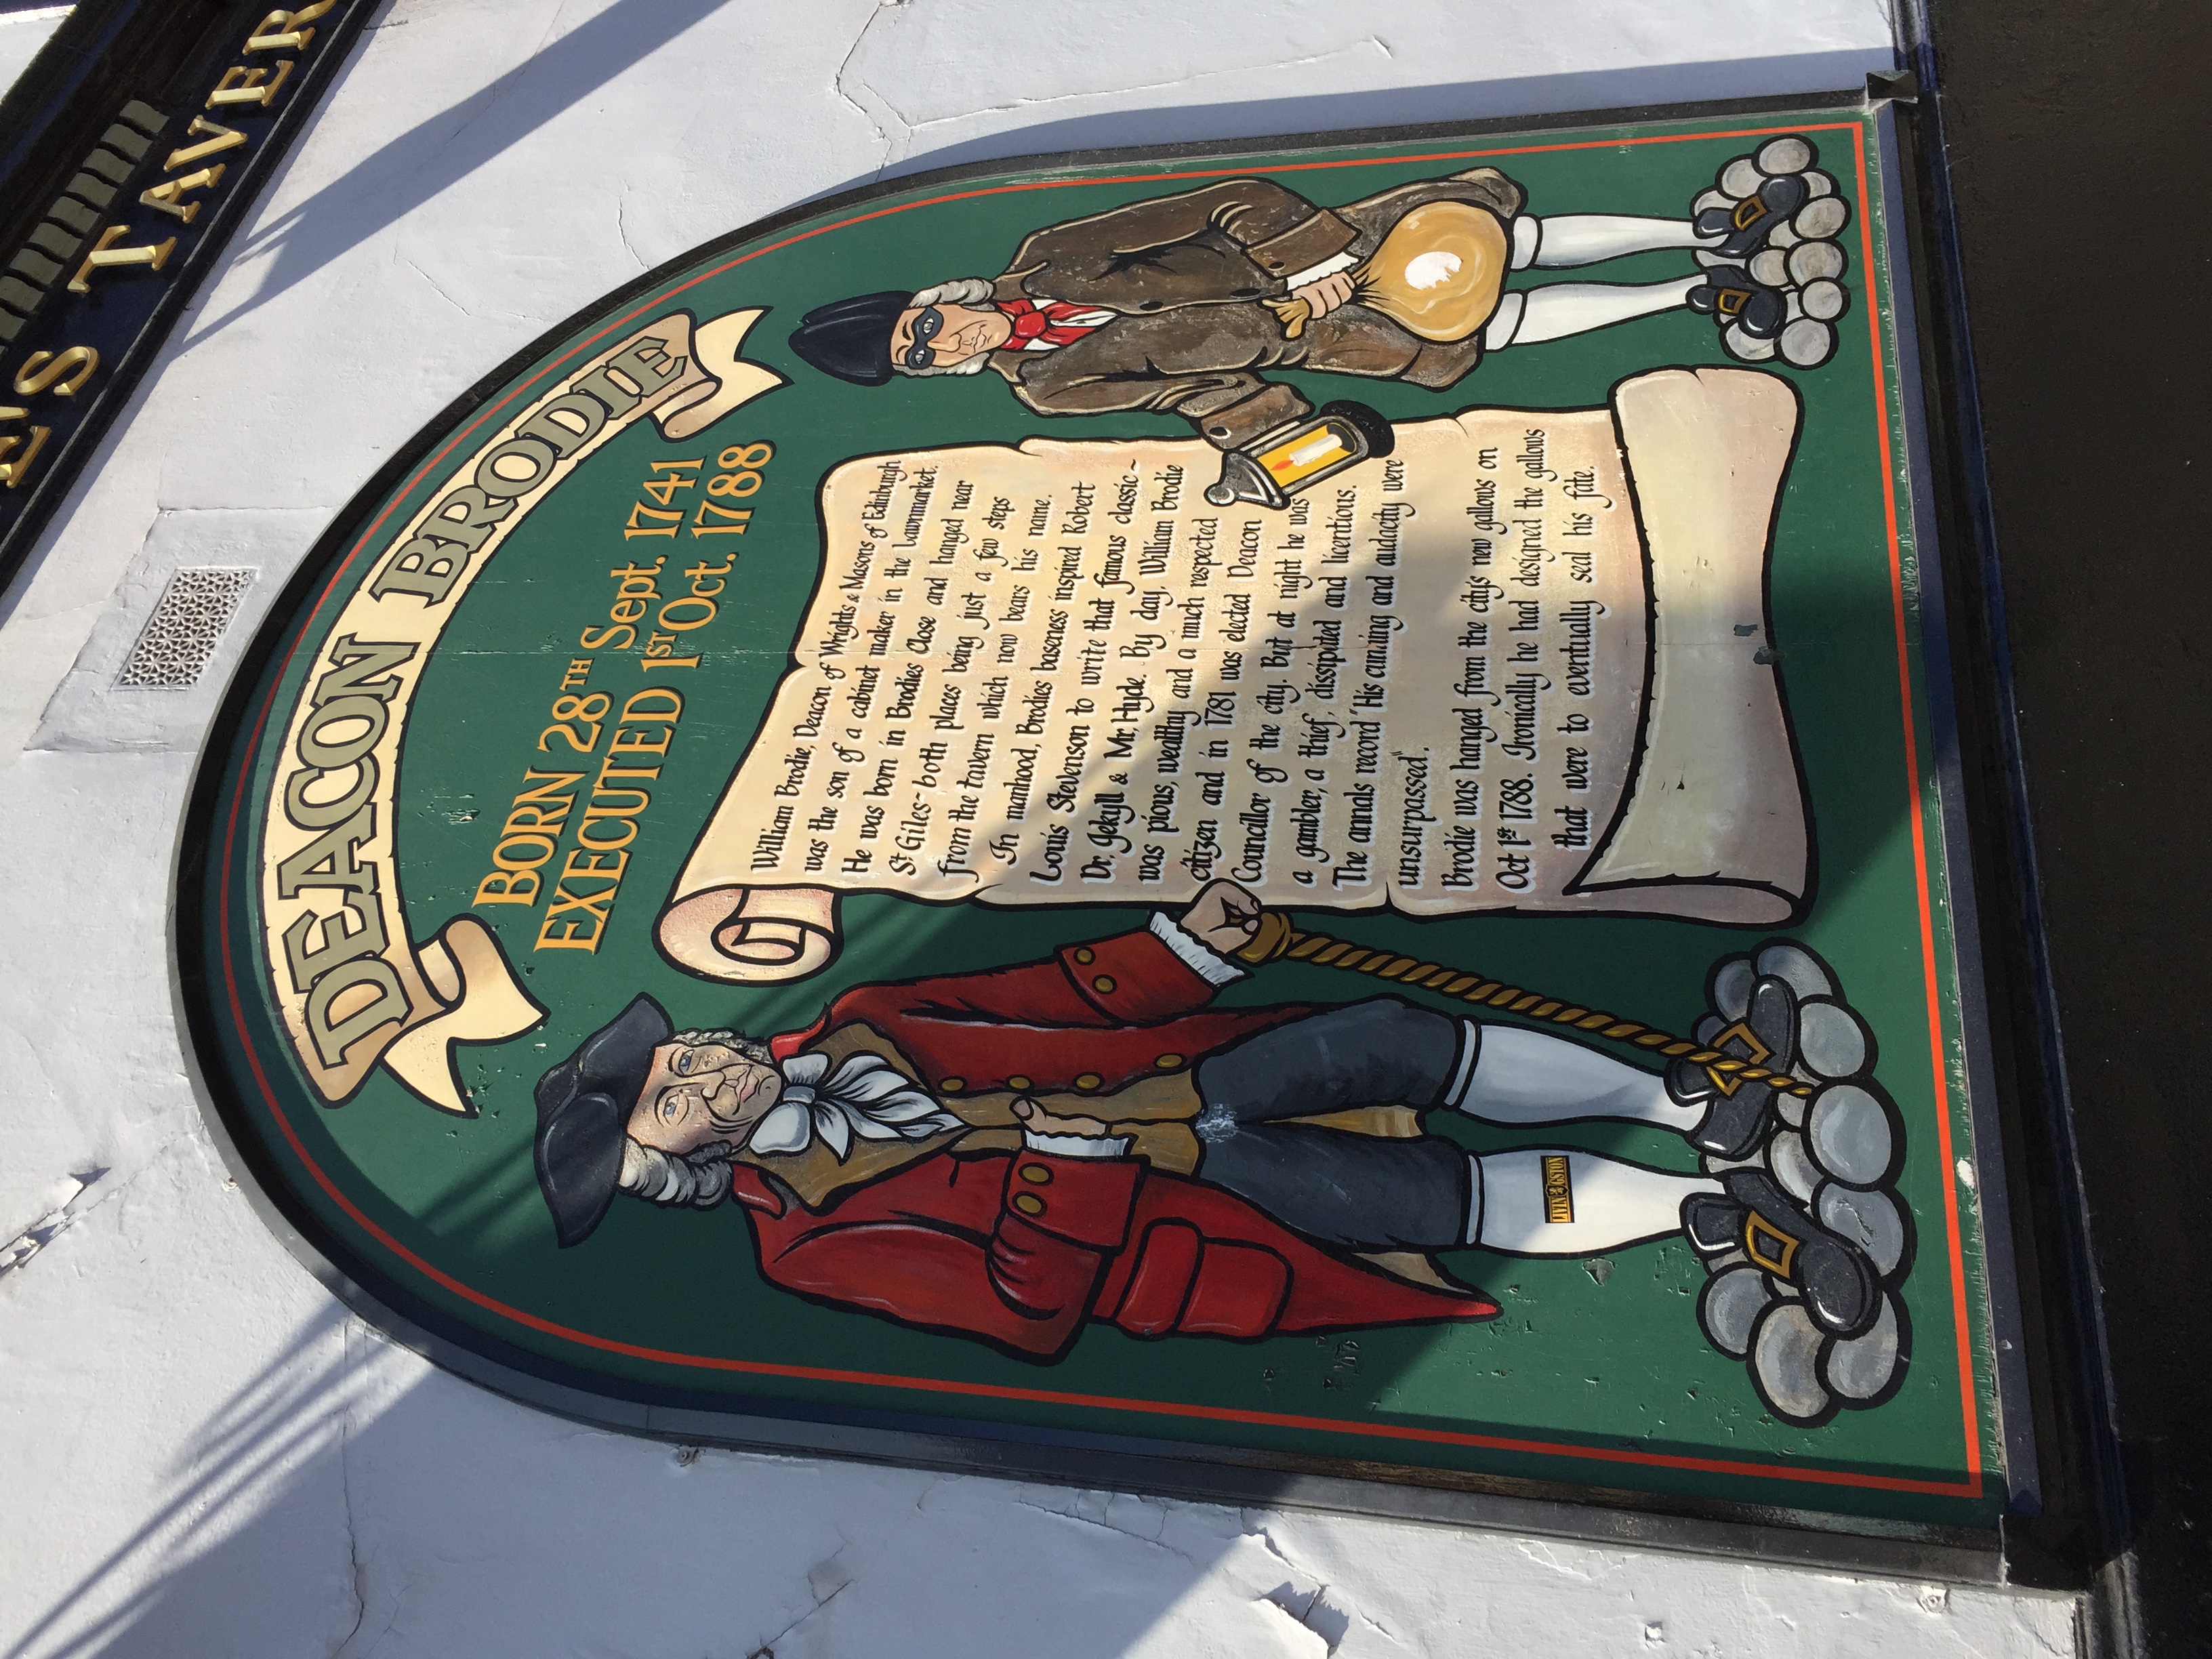 TAVER
DEACON BRODIE
BORN 28TH Sept. 1741
EXECUTED 1ST Oct. 1788
William Brodie, Deacon of Wrights & Masons of Edinburgh
was the son of a cabinet maker in the Lawnmarket.
He was born in Brodies Close and hanged near
St Giles~both places being just a few steps
from the tavern which now bears his name.
In manhood, Brodies baseness inspired Robert
Louis Stevenson to write that famous classic~
Dr. Jekyll & Mr. Hyde. By day, William Brodie
was pious, wealthy and a much respected
citizen and in 1781 was elected Deacon
Councillor of the city. But at night he was
a gambler, a thief, dissipated and licentious.
The annals record "His cunning and audacity were
unsurpassed".
Brodie was hanged from the city's new gallows on
Oct 1st 1788. Ironically he had designed the gallows
that were to eventually seal his fate.